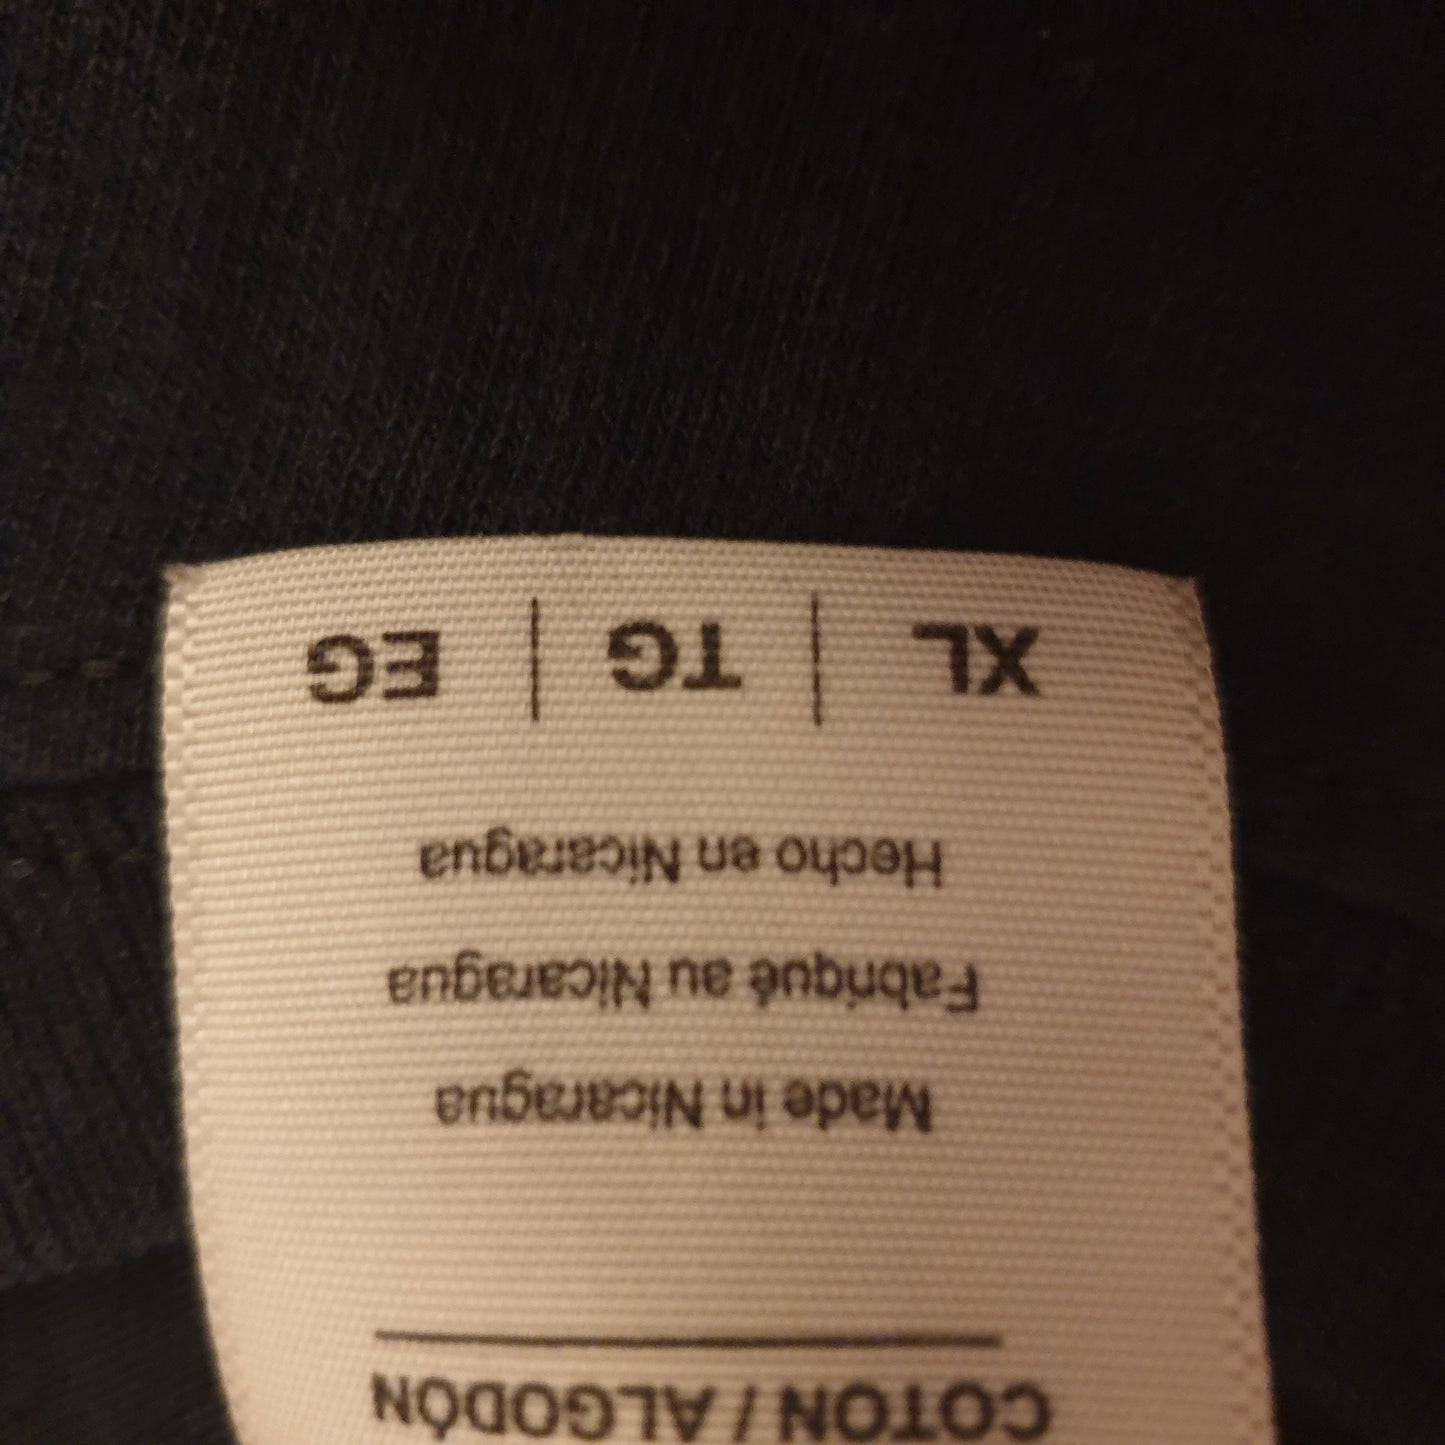 COTON / ALGODÓN
Made in Nicaragua
Fabriqué au Nicaragua
Hecho en Nicaragua
XL | TG | EG